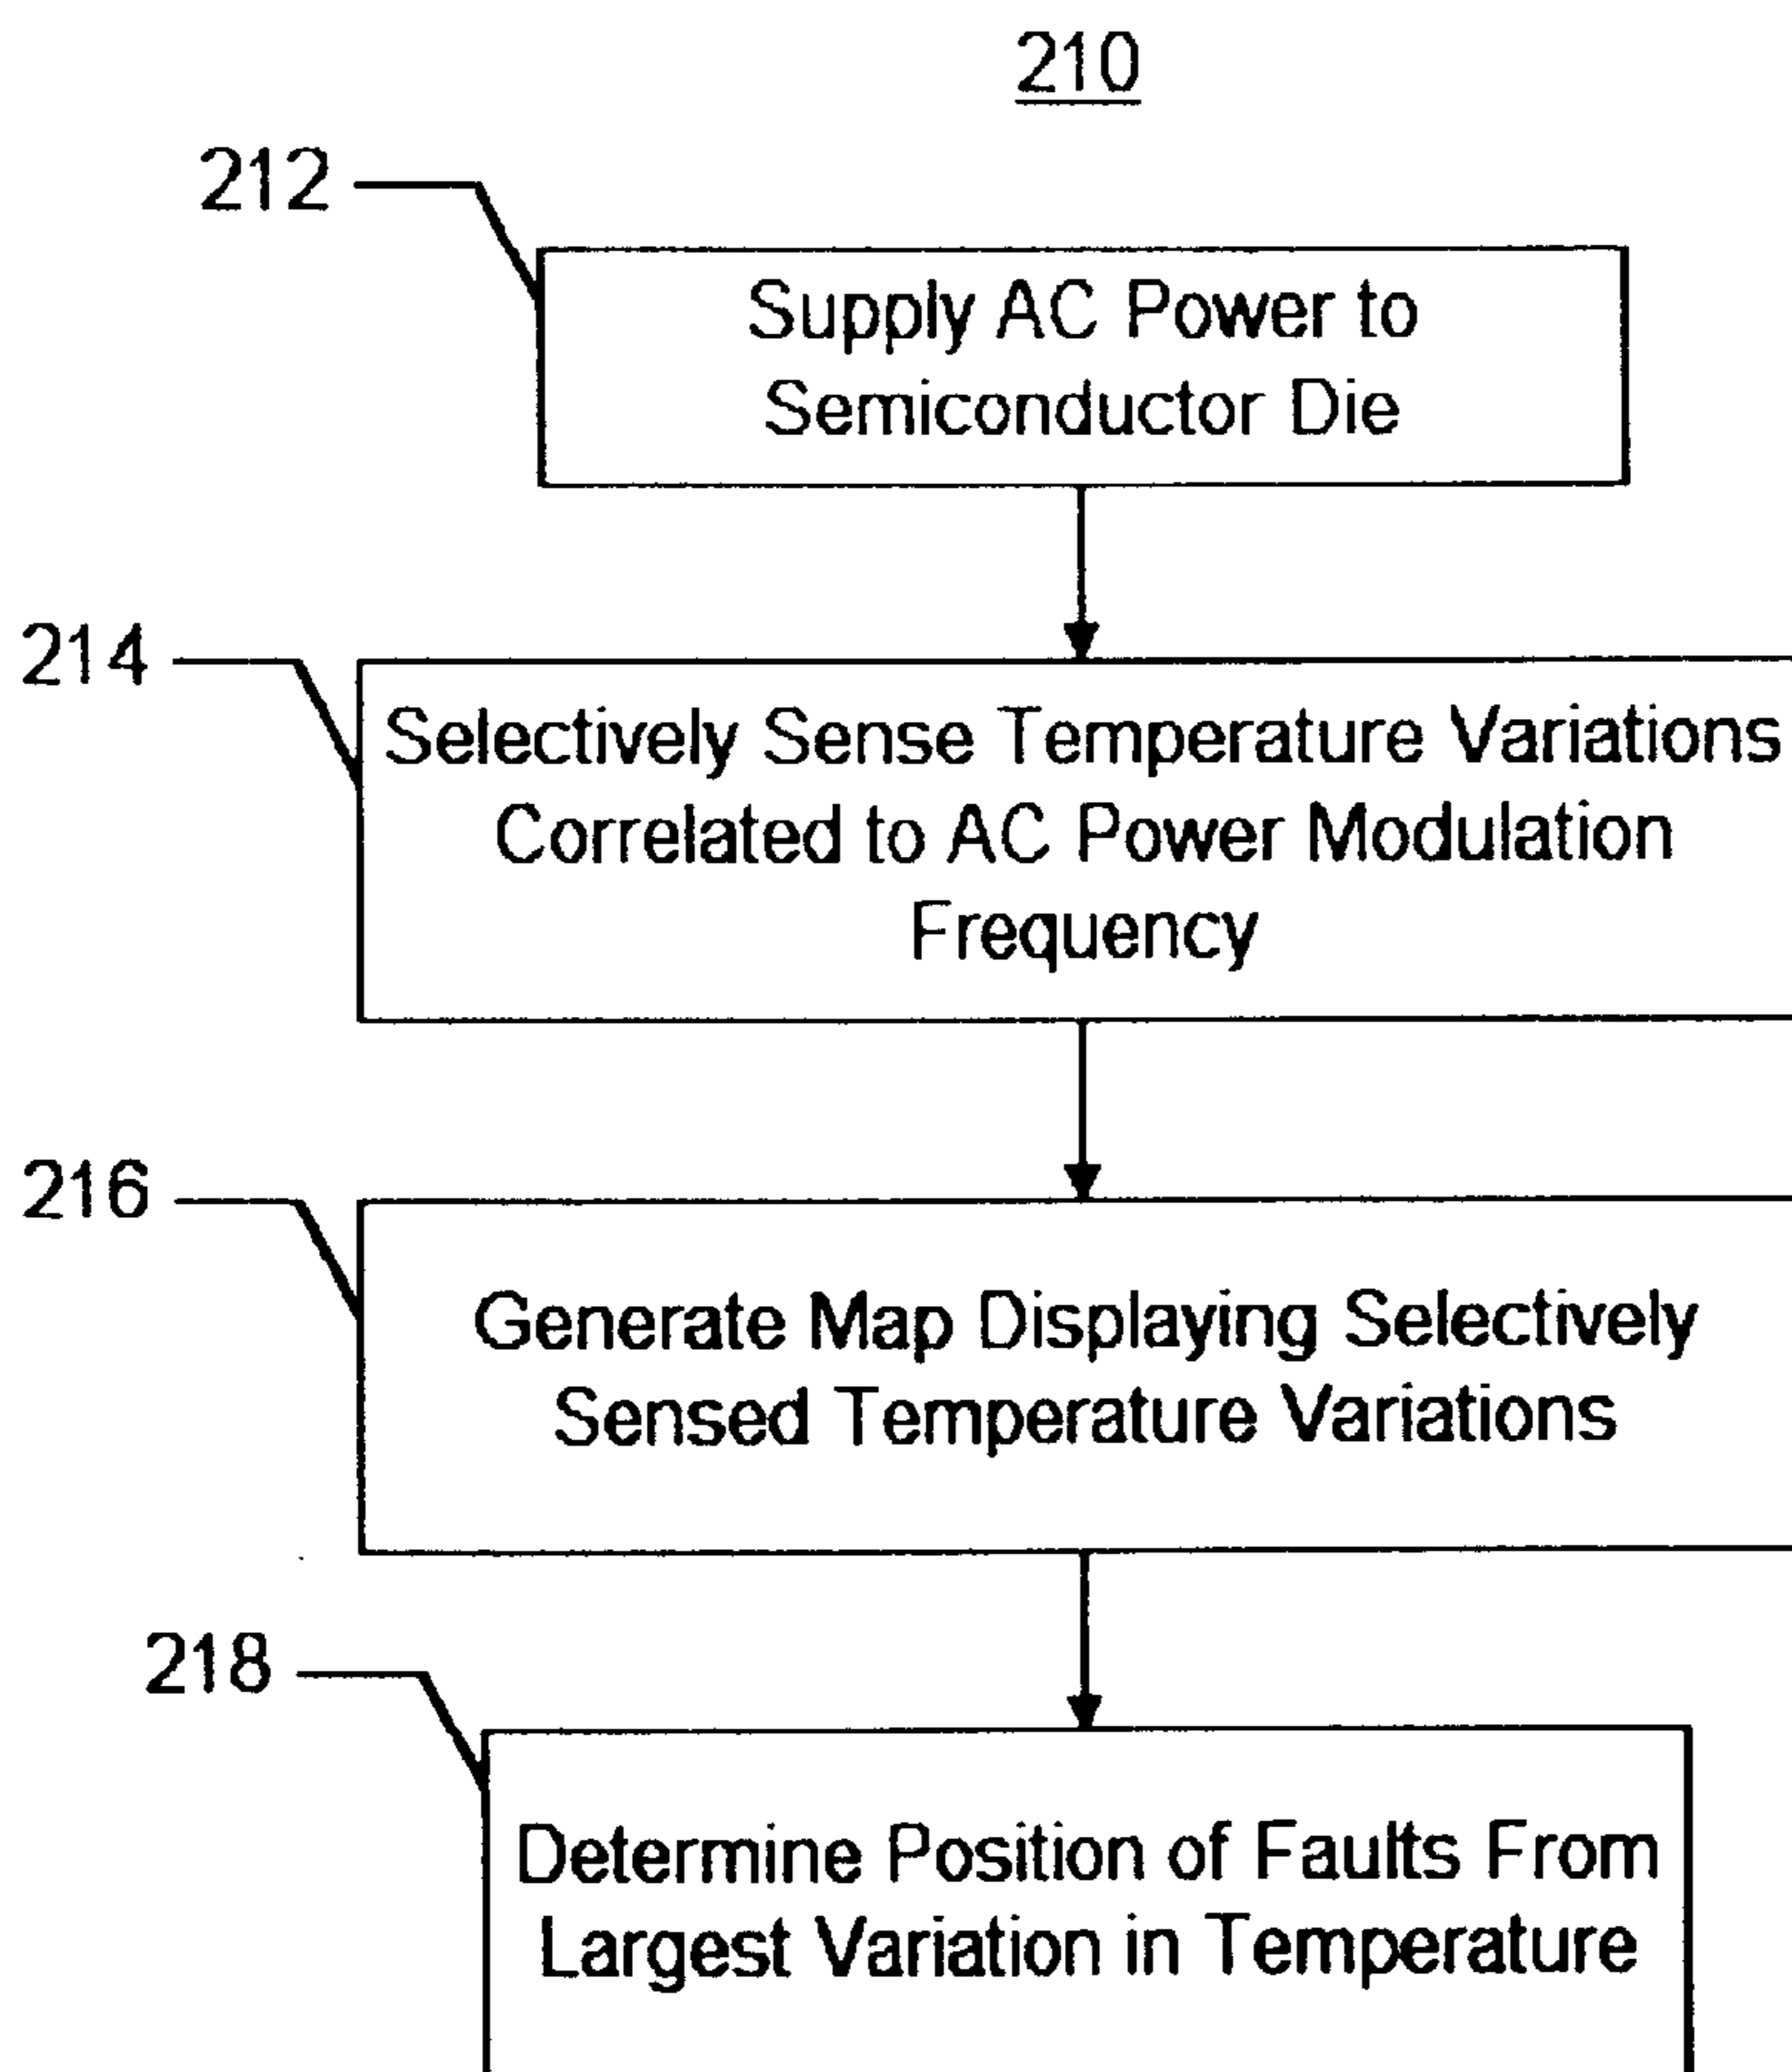 210
212
Supply AC Power to
Semiconductor Die
214
Selectively Sense Temperature Variations
Correlated to AC Power Modulation
Frequency
216
Generate Map Displaying Selectively
Sensed Temperature Variations
218
Determine Position of Faults From
Largest Variation in Temperature